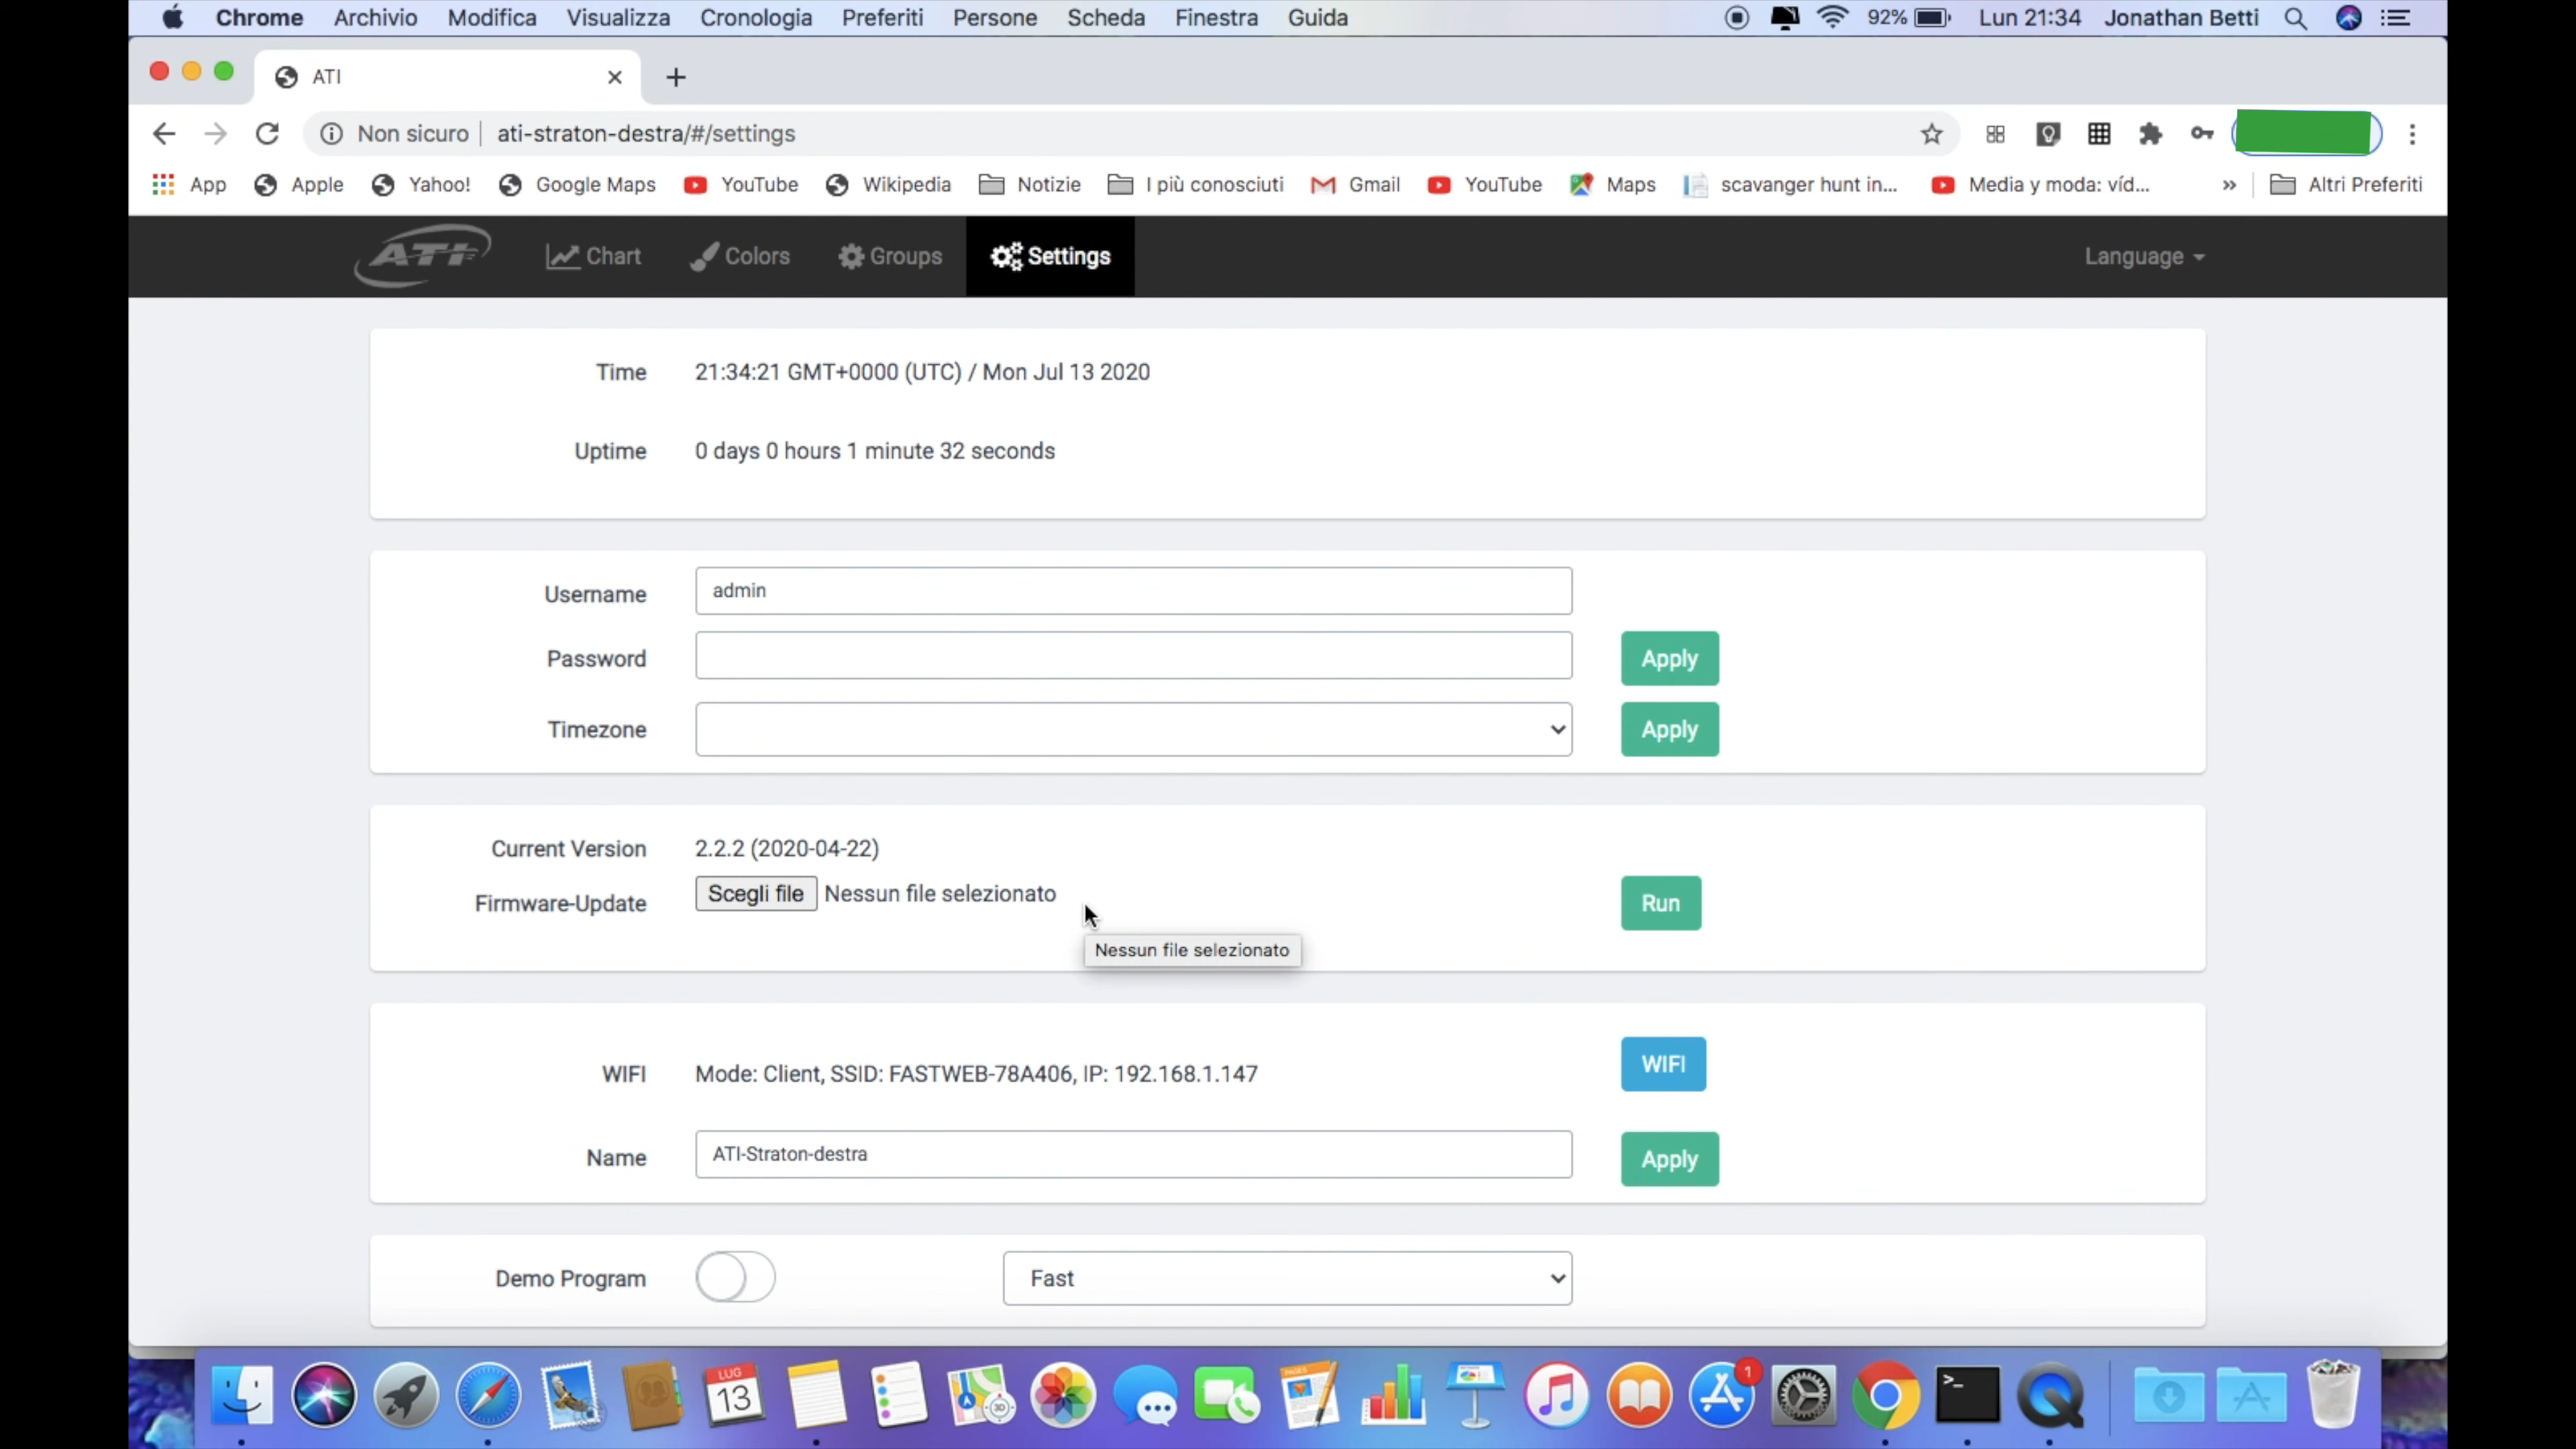 Chrome Archivio Modifica Visualizza Cronologia Preferiti Persone Scheda Finestra Guida 92% Lun 21:34 Jonathan Betti
ATI
Non sicuro ati-straton-destra/#/settings
App Apple Yahoo! Google Maps YouTube Wikipedia Notizie I più conosciuti Gmail YouTube Maps scavanger hunt in... Media y moda: víd... » Altri Preferiti
ATI Chart Colors Groups Settings Language
Time 21:34:21 GMT+0000 (UTC) / Mon Jul 13 2020
Uptime 0 days 0 hours 1 minute 32 seconds
Username admin
Password Apply
Timezone Apply
Current Version 2.2.2 (2020-04-22)
Firmware-Update Scegli file Nessun file selezionato Run
Nessun file selezionato
WIFI Mode: Client, SSID: FASTWEB-78A406, IP: 192.168.1.147 WIFI
Name ATI-Straton-destra Apply
Demo Program Fast
LUG
13
3D
PAGES
1
>_